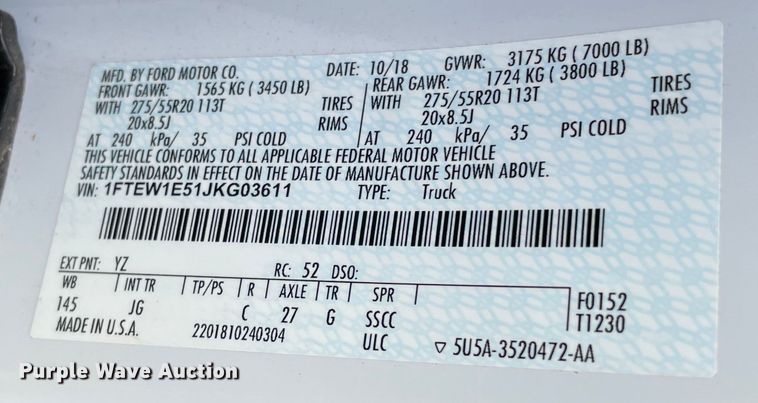 MFD. BY FORD MOTOR CO. DATE: 10/18 GVWR: 3175 KG ( 7000 LB)
FRONT GAWR: 1565 KG ( 3450 LB) REAR GAWR: 1724 KG ( 3800 LB)
WITH 275/55R20 113T TIRES WITH 275/55R20 113T TIRES
20x8.5J RIMS 20x8.5J RIMS
AT 240 kPa/ 35 PSI COLD AT 240 kPa/ 35 PSI COLD
THIS VEHICLE CONFORMS TO ALL APPLICABLE FEDERAL MOTOR VEHICLE
SAFETY STANDARDS IN EFFECT ON THE DATE OF MANUFACTURE SHOWN ABOVE.
VIN: 1FTEW1E51JKG03611 TYPE: Truck
EXT PNT: YZ RC: 52 DSO:
WB INT TR TP/PS R AXLE TR SPR F0152
145 JG C 27 G SSCC T1230
MADE IN U.S.A. 2201810240304 ULC ▽ 5U5A-3520472-AA
Purple Wave Auction